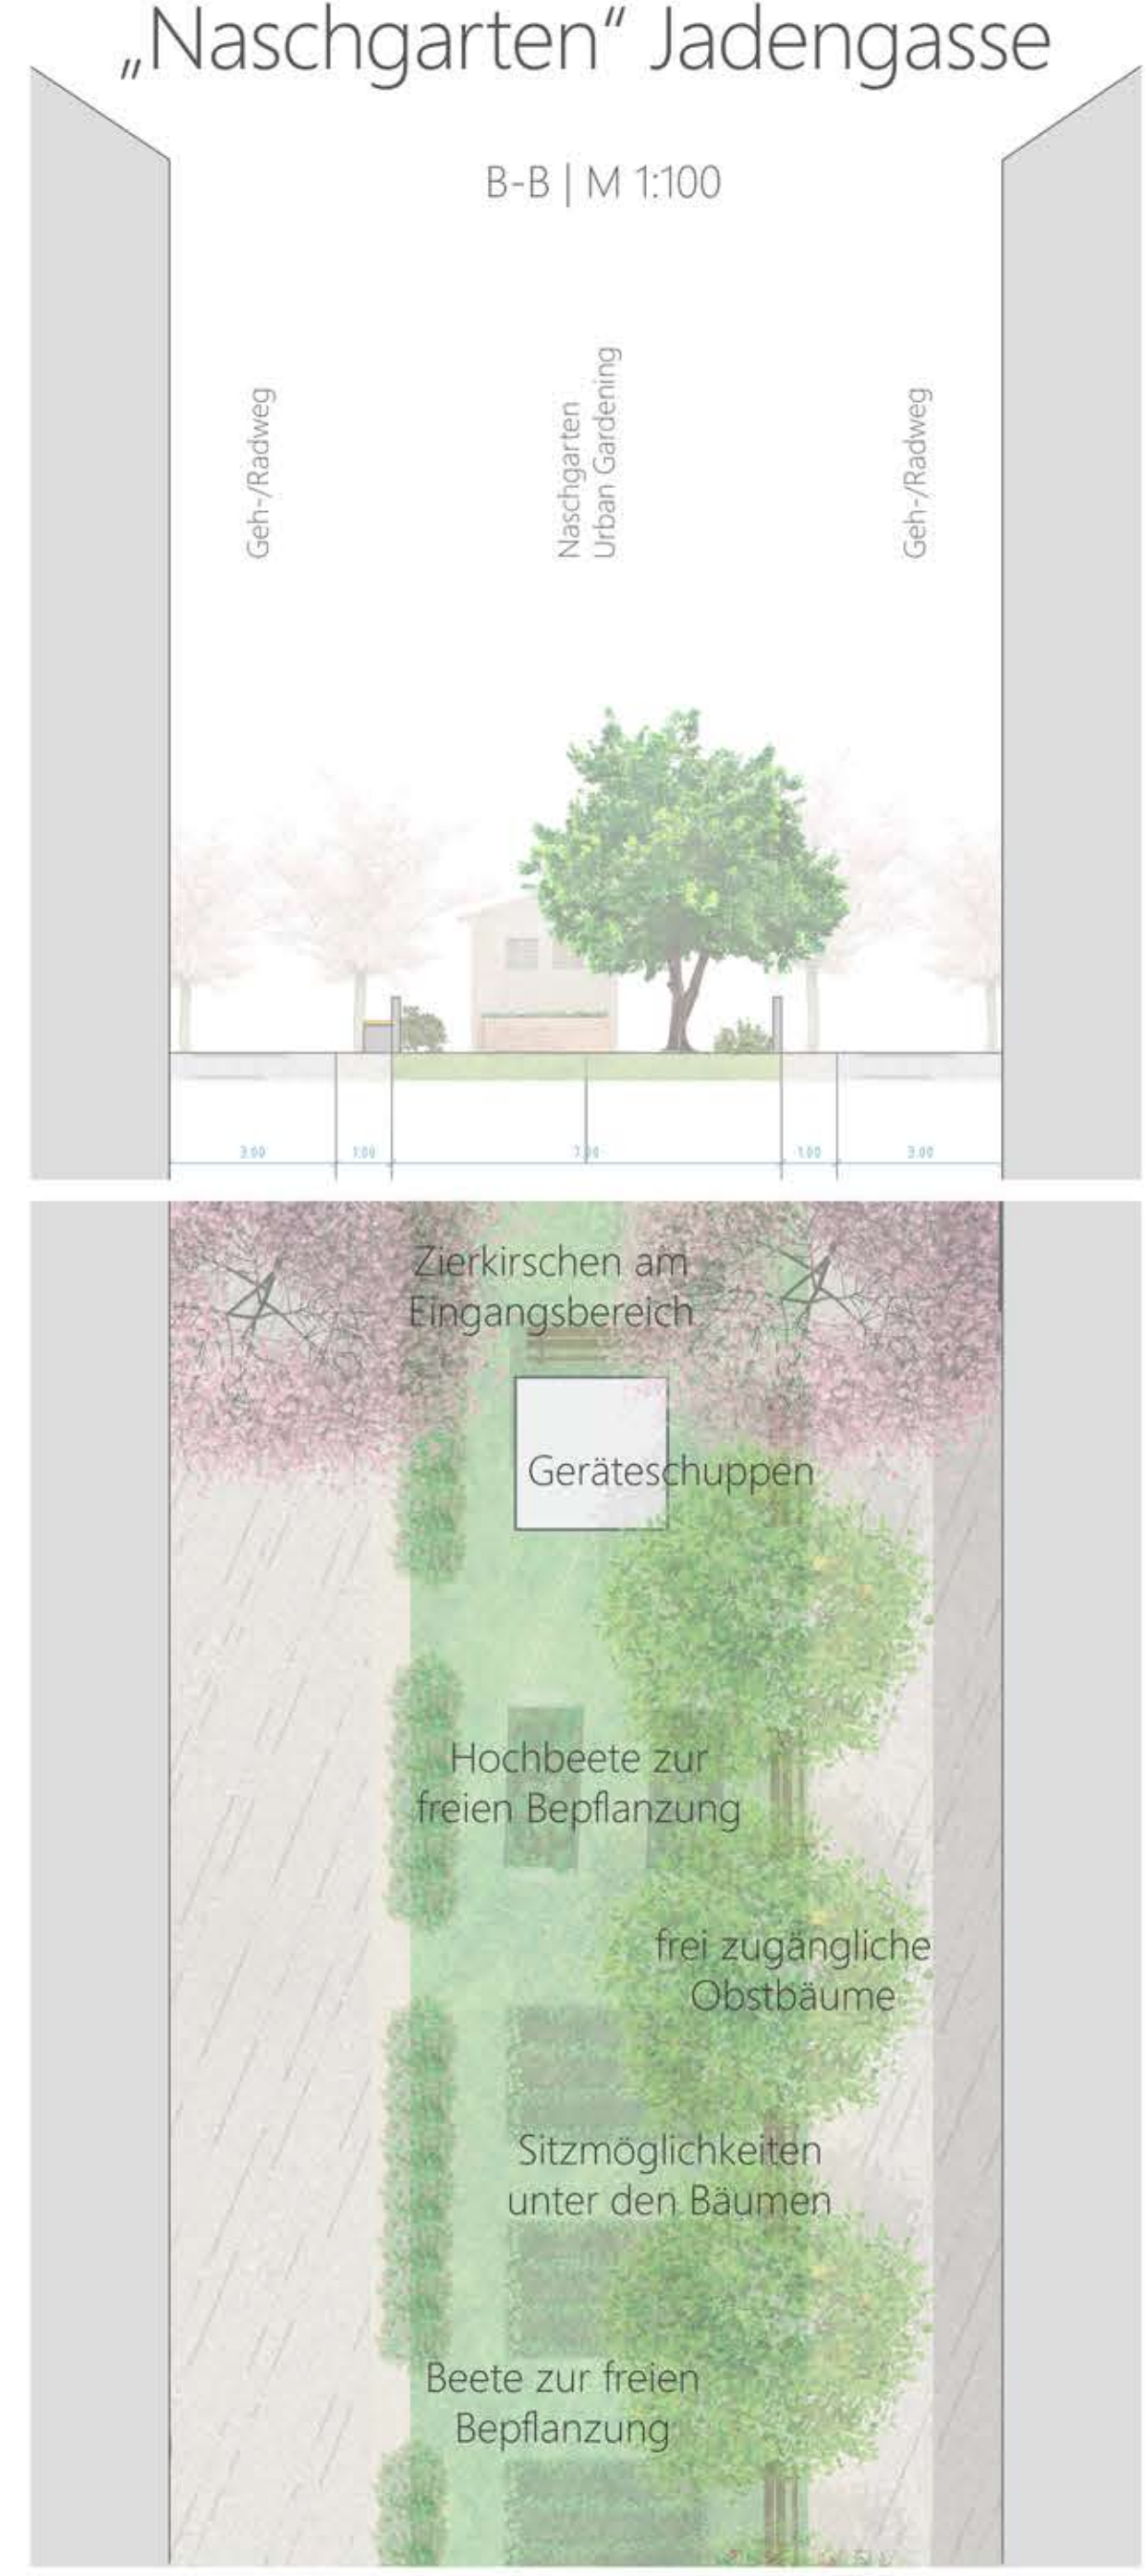 „Naschgarten“ Jadengasse
B-B | M 1:100
Geh-/Radweg
Naschgarten
Urban Gardening
Geh-/Radweg
3.00
1.00
7.00
1.00
3.00
Zierkirschen am
Eingangsbereich
Geräteschuppen
Hochbeete zur
freien Bepflanzung
frei zugängliche
Obstbäume
Sitzmöglichkeiten
unter den Bäumen
Beete zur freien
Bepflanzung